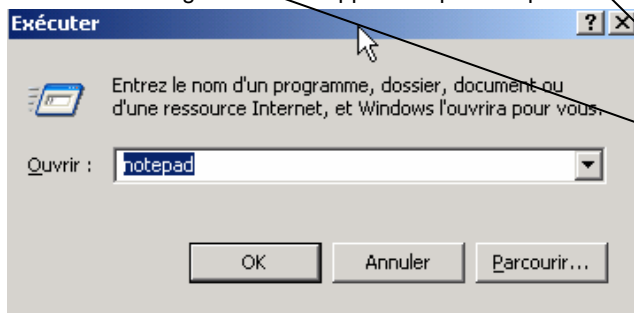 Exécuter
Entrez le nom d'un programme, dossier, document ou
d'une ressource Internet, et Windows l'ouvrira pour vous.
Ouvrir :
notepad
OK
Annuler
Parcourir...